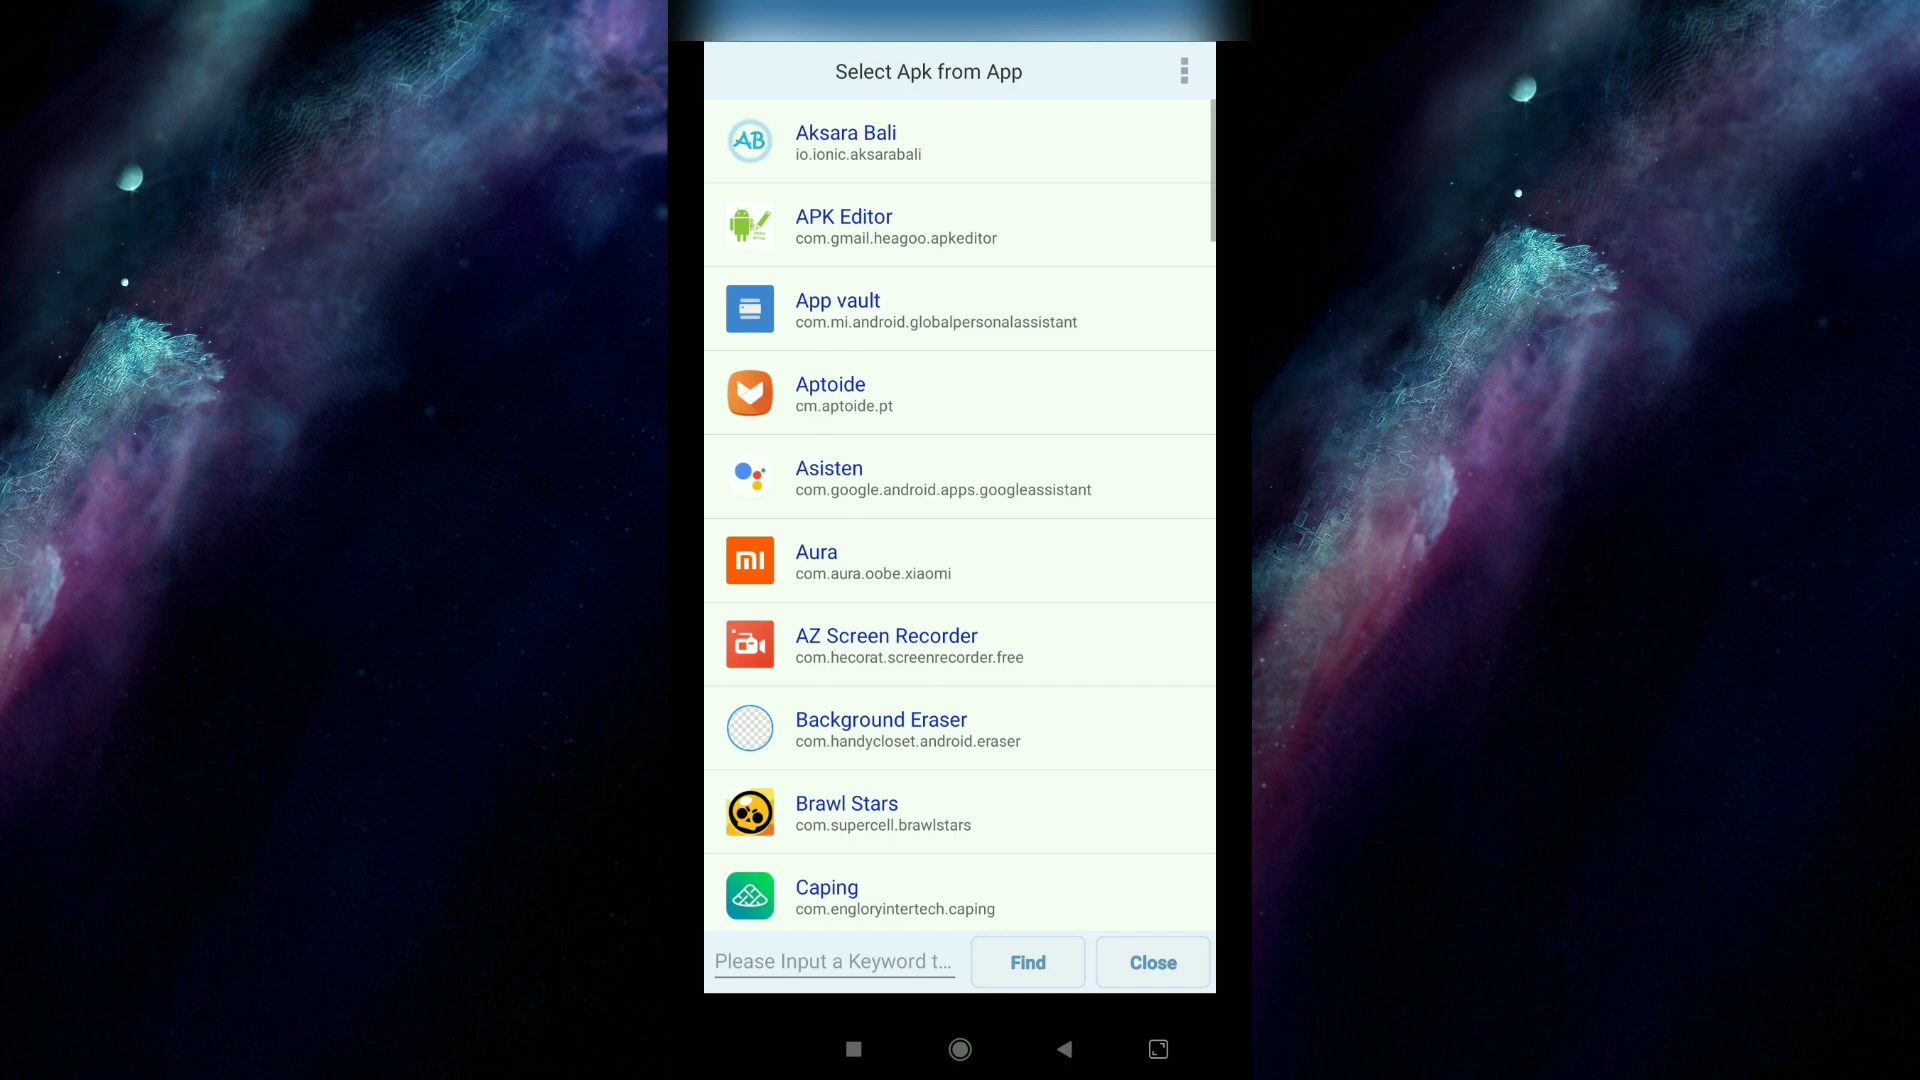 Select Apk from App
AB
Aksara Bali
io.ionic.aksarabali
APK Editor
com.gmail.heagoo.apkeditor
App vault
com.mi.android.globalpersonalassistant
Aptoide
cm.aptoide.pt
Asisten
com.google.android.apps.googleassistant
mi
Aura
com.aura.oobe.xiaomi
AZ Screen Recorder
com.hecorat.screenrecorder.free
Background Eraser
com.handycloset.android.eraser
Brawl Stars
com.supercell.brawlstars
Caping
com.engloryintertech.caping
Please Input a Keyword t...
Find
Close